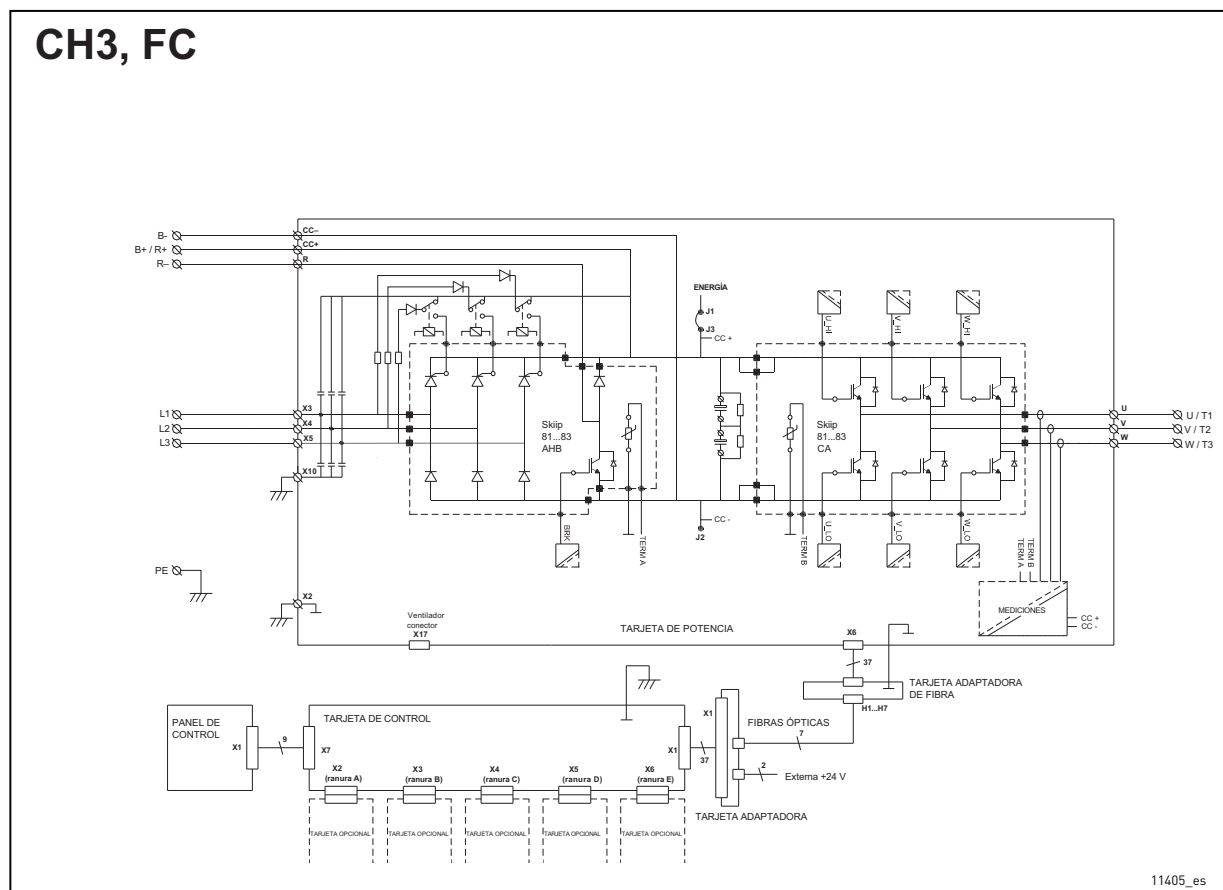 CH3, FC
B-
B+ / R+
R–
CC–
CC+
R
ENERGÍA
J1
J3
CC +
U_HI
V_HI
W_HI
L1
L2
L3
X3
X4
X5
X10
Skiip
81...83
AHB
Skiip
81...83
CA
U
V
W
U / T1
V / T2
W / T3
BRK
TERM A
CC -
J2
TERM B
U_LO
V_LO
W_LO
TERM A
TERM B
MEDICIONES
CC +
CC -
PE
X2
Ventilador
conector
X17
TARJETA DE POTENCIA
X6
37
TARJETA ADAPTADORA
DE FIBRA
H1...H7
PANEL DE
CONTROL
X1
9
X7
TARJETA DE CONTROL
X1
37
X1
FIBRAS ÓPTICAS
7
2
Externa +24 V
X2
(ranura A)
X3
(ranura B)
X4
(ranura C)
X5
(ranura D)
X6
(ranura E)
TARJETA ADAPTADORA
TARJETA OPCIONAL
TARJETA OPCIONAL
TARJETA OPCIONAL
TARJETA OPCIONAL
TARJETA OPCIONAL
11405_es